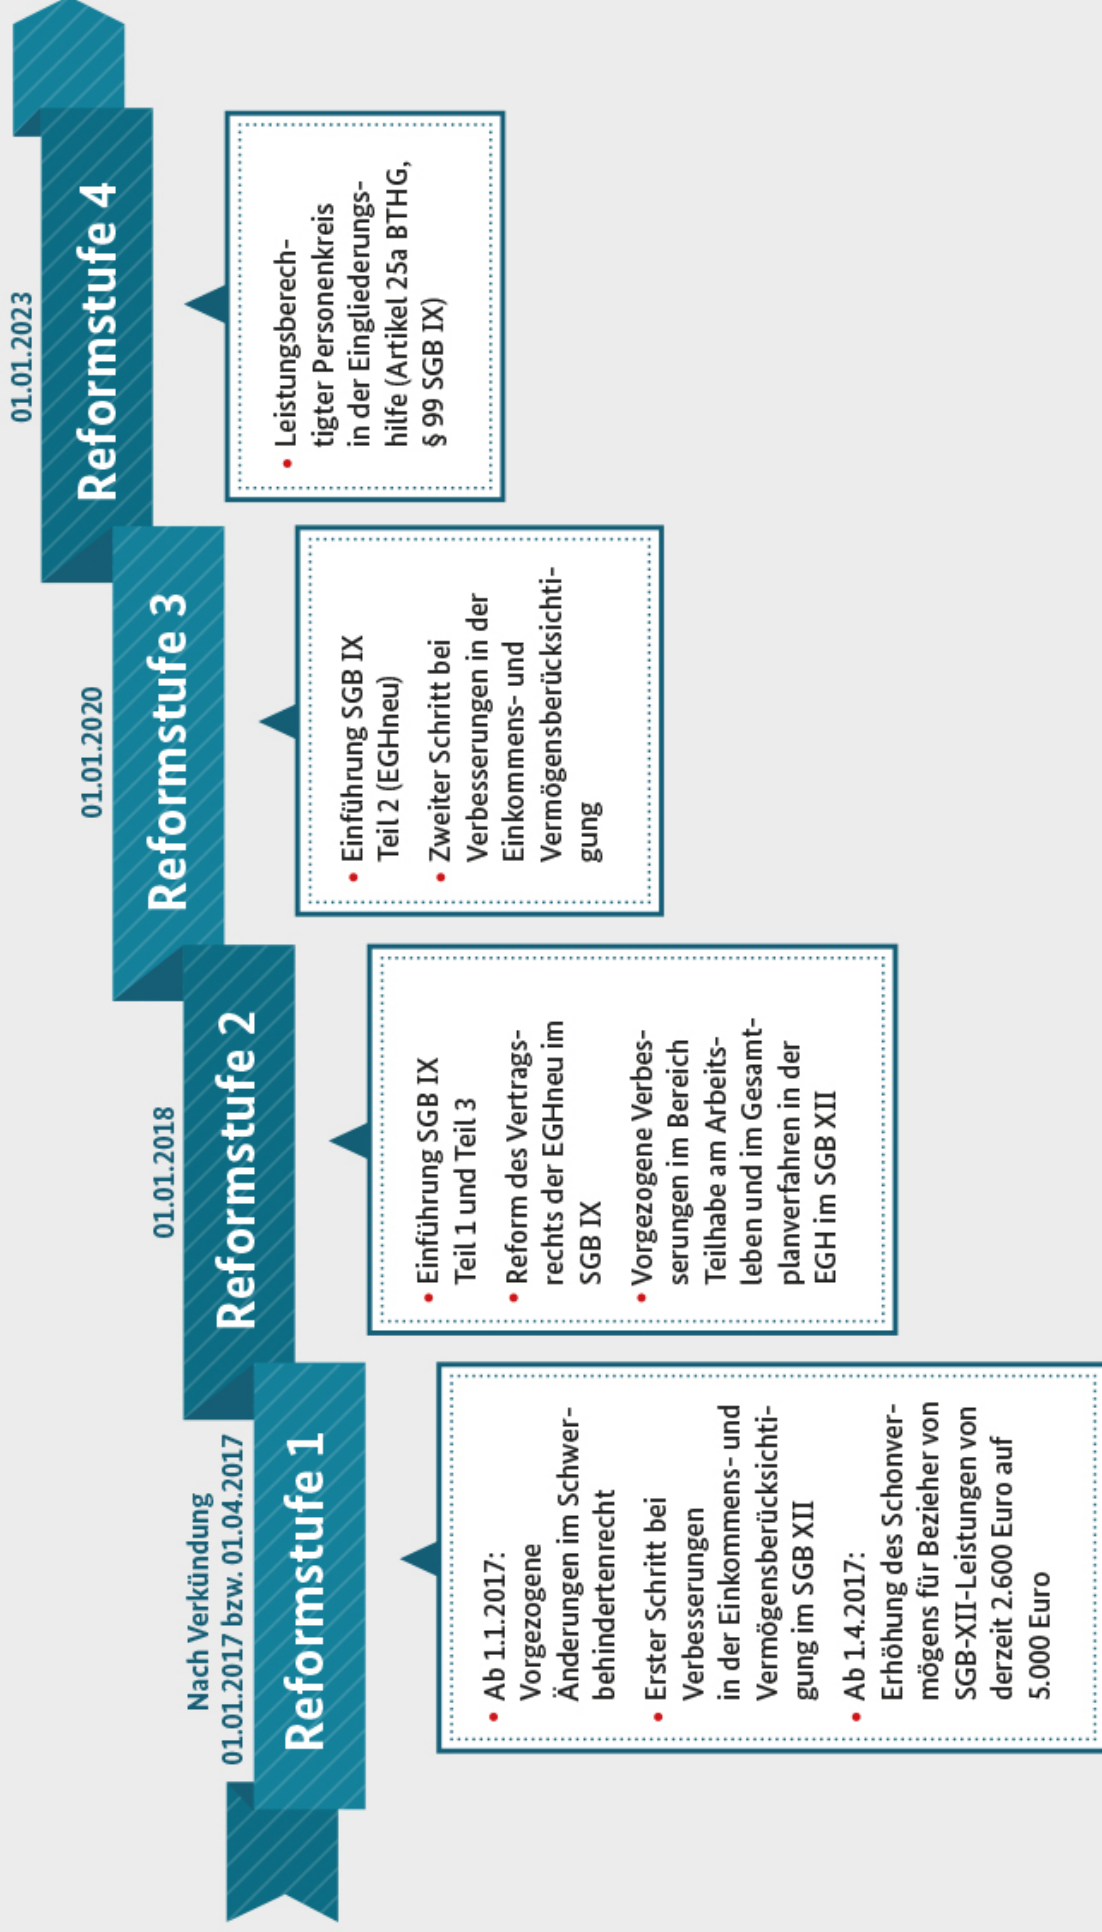 Nach Verkündung
01.01.2017 bzw. 01.04.2017
Reformstufe 1
• Ab 1.1.2017:
Vorgezogene
Änderungen im Schwer-
behindertenrecht
• Erster Schritt bei
Verbesserungen
in der Einkommens- und
Vermögensberücksichti-
gung im SGB XII
• Ab 1.4.2017:
Erhöhung des Schonver-
mögens für Bezieher von
SGB-XII-Leistungen von
derzeit 2.600 Euro auf
5.000 Euro
01.01.2018
Reformstufe 2
• Einführung SGB IX
Teil 1 und Teil 3
• Reform des Vertrags-
rechts der EGHneu im
SGB IX
• Vorgezogene Verbes-
serungen im Bereich
Teilhabe am Arbeits-
leben und im Gesamt-
planverfahren in der
EGH im SGB XII
01.01.2020
Reformstufe 3
• Einführung SGB IX
Teil 2 (EGHneu)
• Zweiter Schritt bei
Verbesserungen in der
Einkommens- und
Vermögensberücksichti-
gung
01.01.2023
Reformstufe 4
• Leistungsberech-
tigter Personenkreis
in der Eingliederungs-
hilfe (Artikel 25a BTHG,
§ 99 SGB IX)